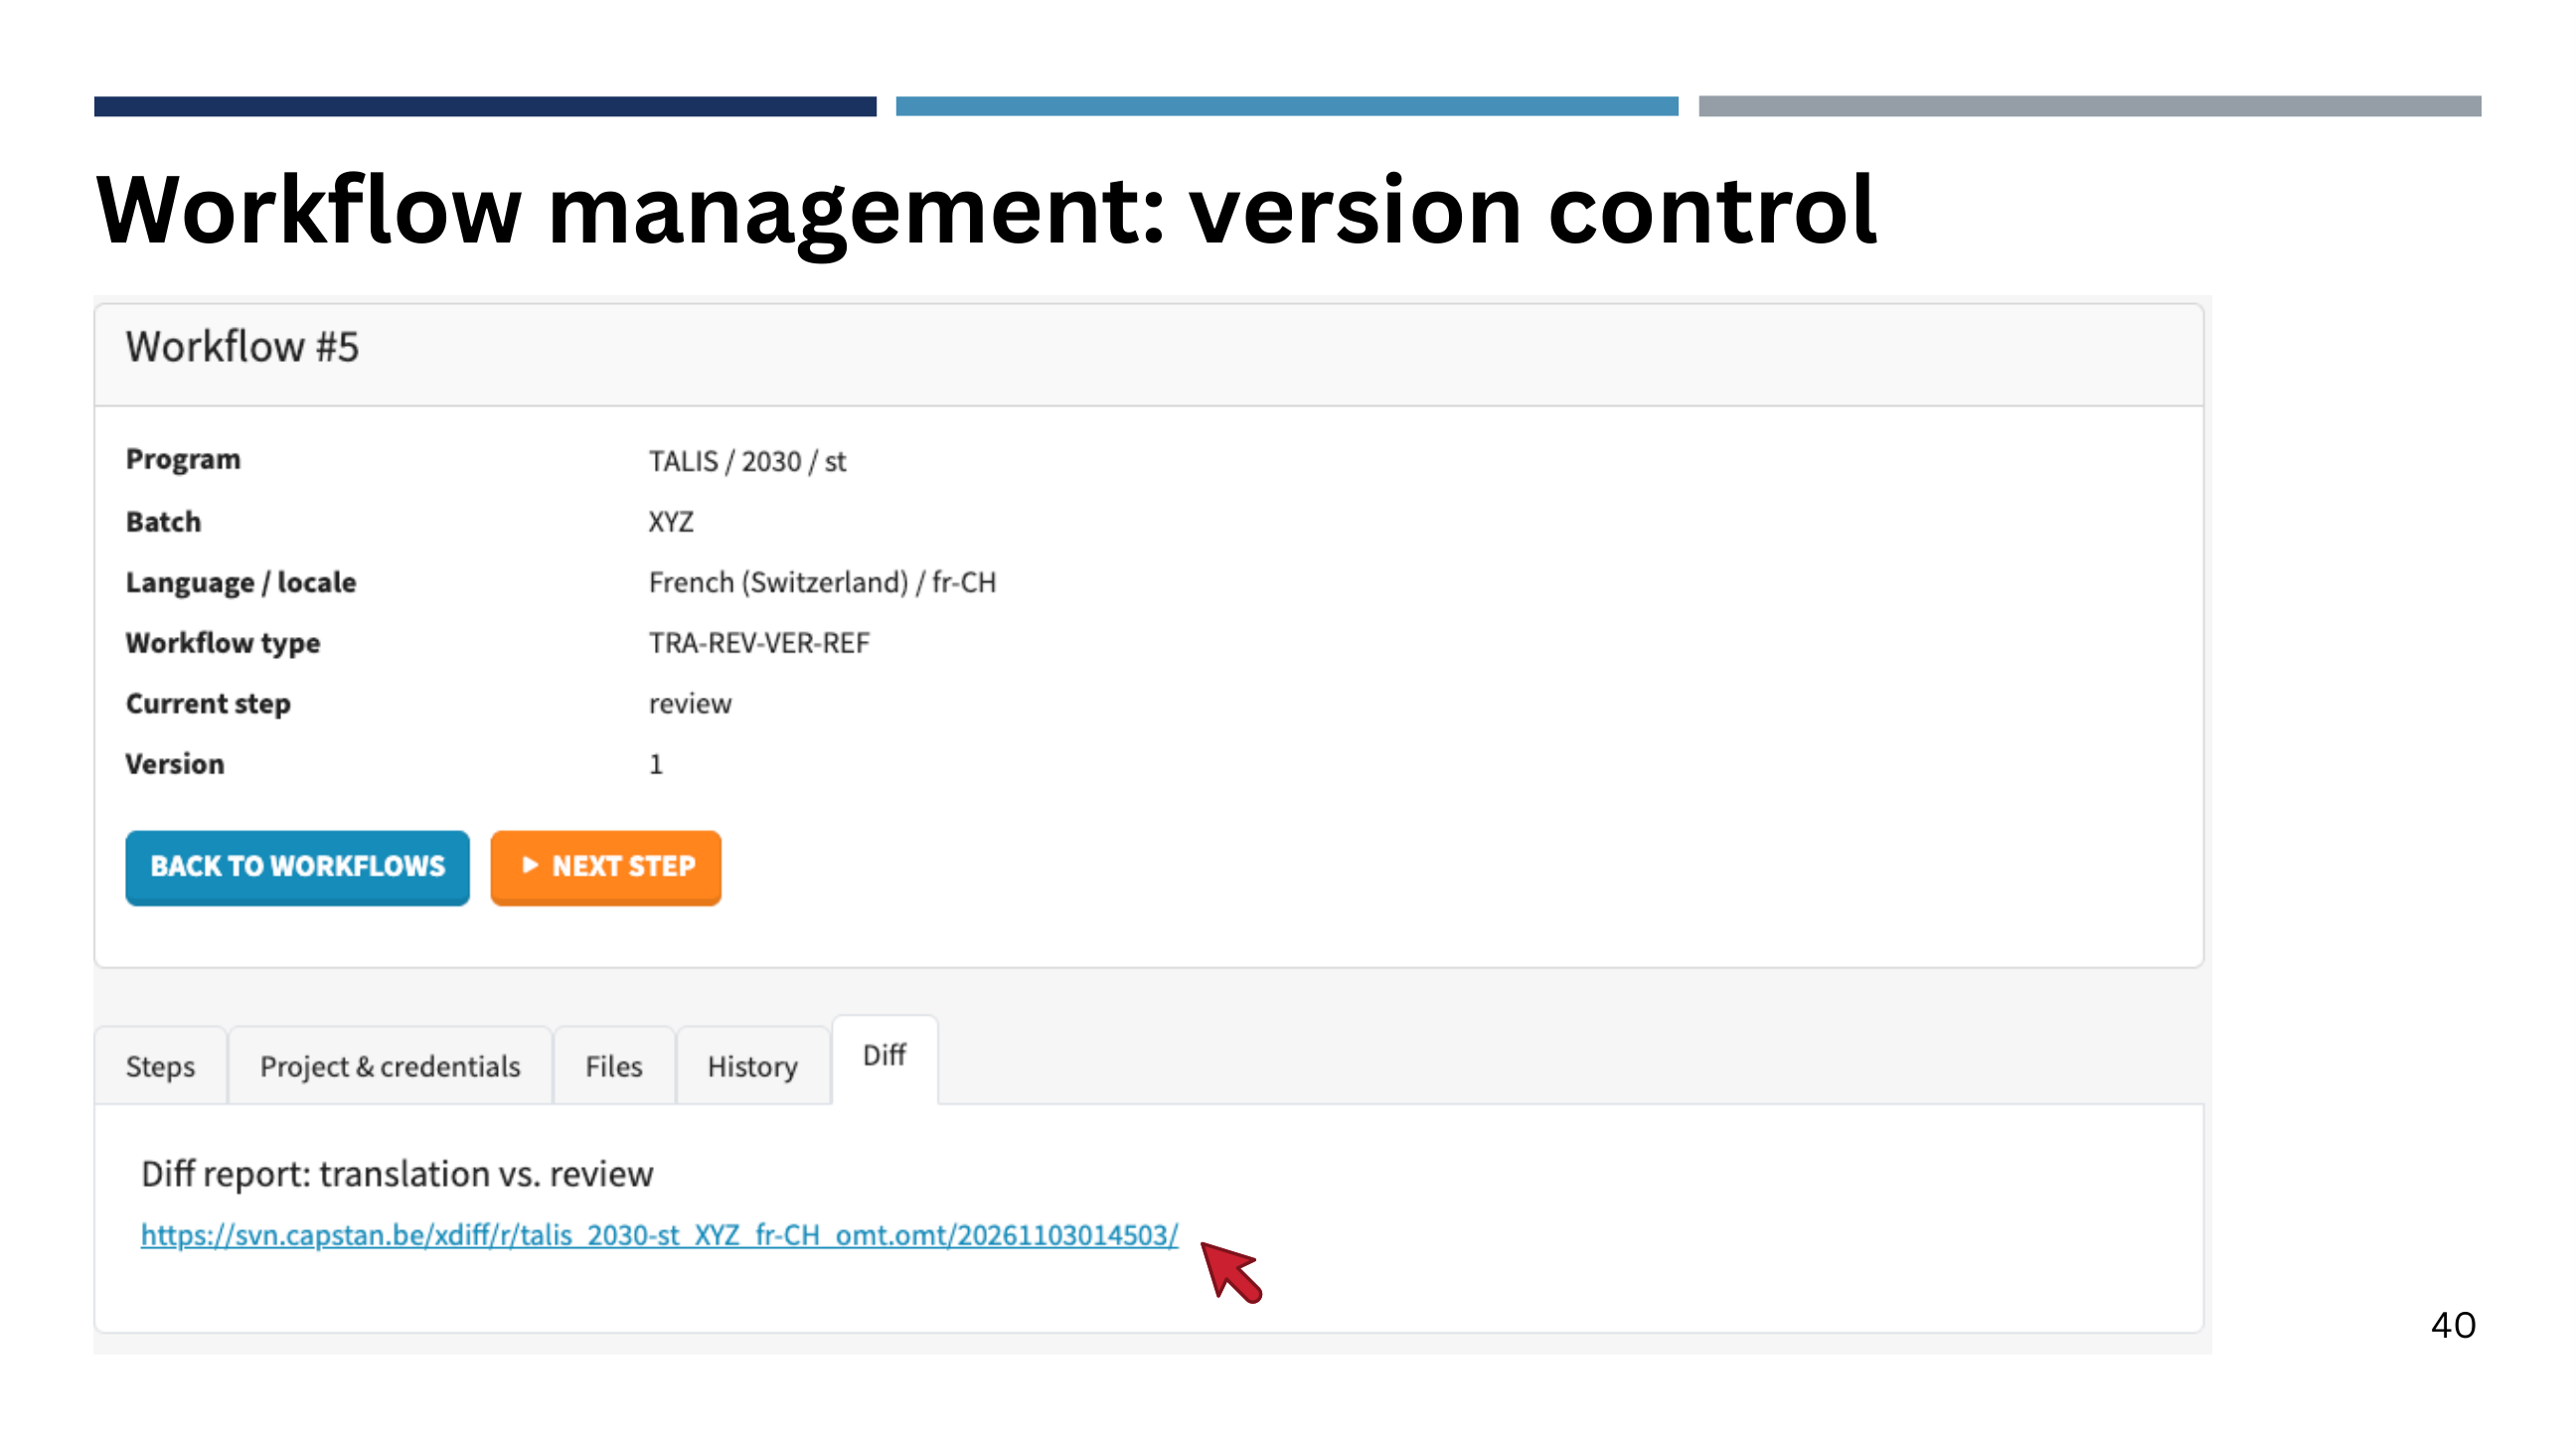 Workflow management: version control
Workflow #5
Program TALIS / 2030 / st
Batch XYZ
Language / locale French (Switzerland) / fr-CH
Workflow type TRA-REV-VER-REF
Current step review
Version 1
BACK TO WORKFLOWS NEXT STEP
Steps Project & credentials Files History Diff
Diff report: translation vs. review
https://svn.capstan.be/xdiff/r/talis_2030-st_XYZ_fr-CH_omt.omt/20261103014503/
40